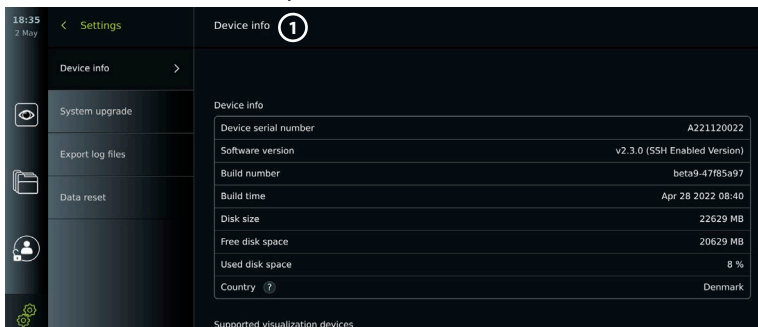 18:35
2 May
Settings
Device info
1
Device info
System upgrade
Export log files
Data reset
Device info
Device serial number A221120022
Software version v2.3.0 (SSH Enabled Version)
Build number beta9-47f85a97
Build time Apr 28 2022 08:40
Disk size 22629 MB
Free disk space 20629 MB
Used disk space 8 %
Country ? Denmark
Supported visualization devices